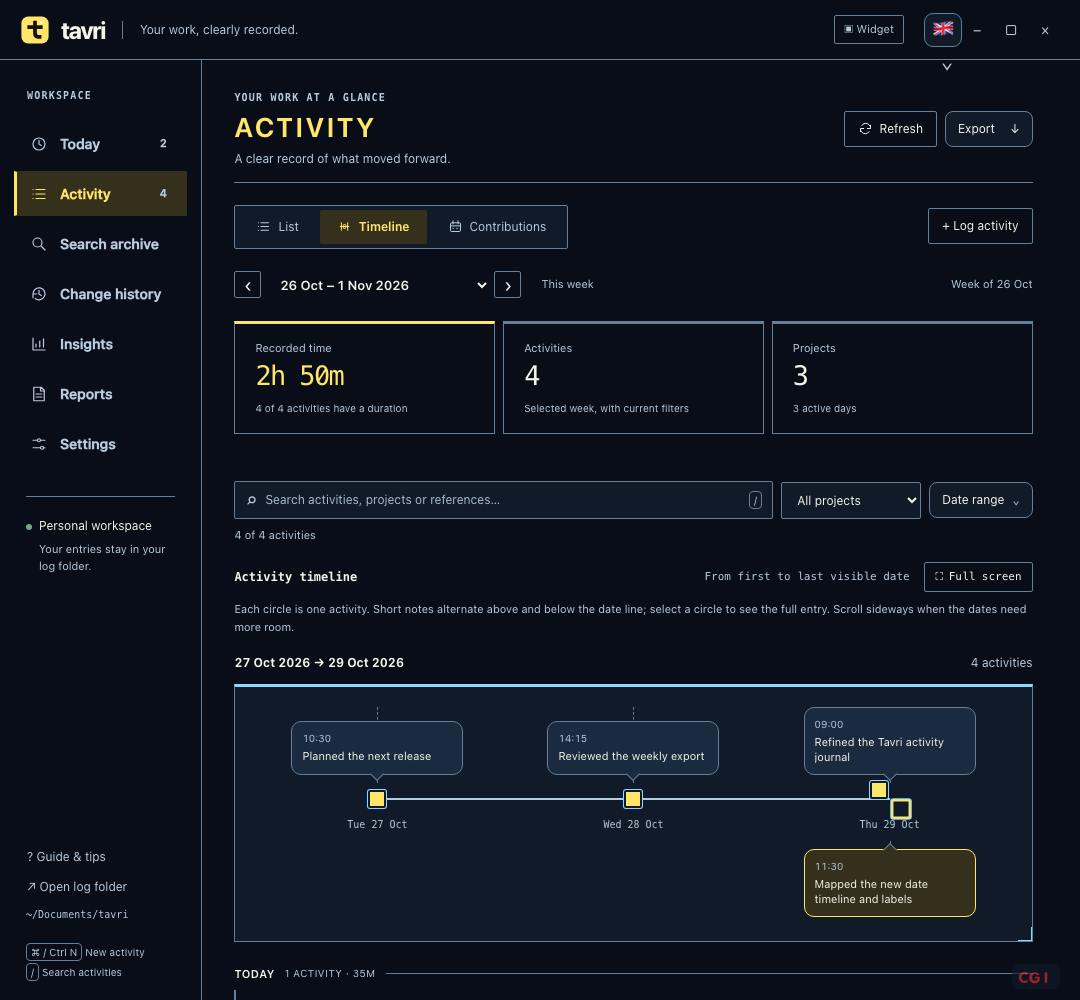 tavri
Your work, clearly recorded.
Widget
WORKSPACE
Today 2
Activity 4
Search archive
Change history
Insights
Reports
Settings
Personal workspace
Your entries stay in your
log folder.
? Guide & tips
↗ Open log folder
~/Documents/tavri
⌘ / Ctrl N New activity
/ Search activities
YOUR WORK AT A GLANCE
ACTIVITY
A clear record of what moved forward.
Refresh
Export ↓
List
Timeline
Contributions
+ Log activity
‹ 26 Oct – 1 Nov 2026 › This week
Week of 26 Oct
Recorded time
2h 50m
4 of 4 activities have a duration
Activities
4
Selected week, with current filters
Projects
3
3 active days
Search activities, projects or references... /
All projects
Date range
4 of 4 activities
Activity timeline
From first to last visible date
Full screen
Each circle is one activity. Short notes alternate above and below the date line; select a circle to see the full entry. Scroll sideways when the dates need
more room.
27 Oct 2026 → 29 Oct 2026
4 activities
10:30
Planned the next release
Tue 27 Oct
14:15
Reviewed the weekly export
Wed 28 Oct
09:00
Refined the Tavri activity
journal
Thu 29 Oct
11:30
Mapped the new date
timeline and labels
TODAY 1 ACTIVITY · 35M
CGI